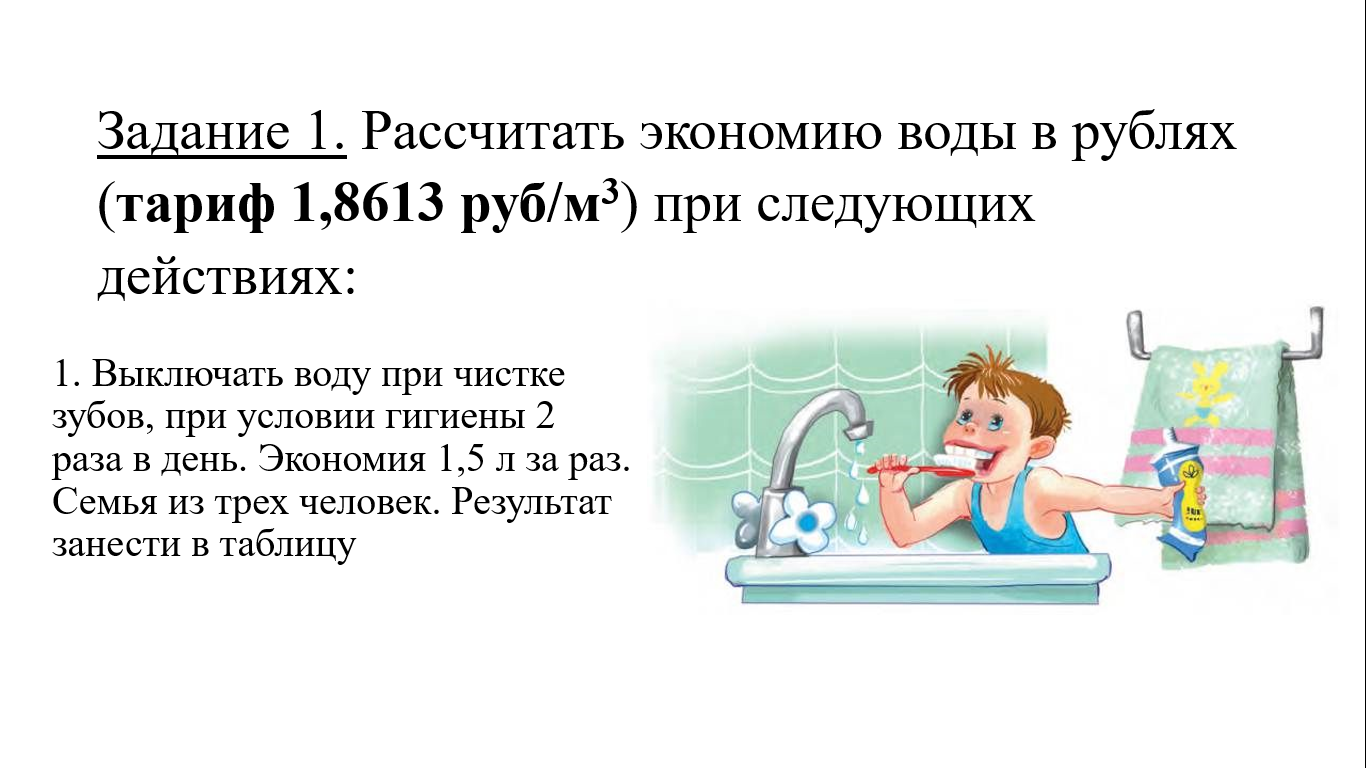 Задание 1. Рассчитать экономию воды в рублях
(тариф 1,8613 руб/м³) при следующих
действиях:
1. Выключать воду при чистке
зубов, при условии гигиены 2
раза в день. Экономия 1,5 л за раз.
Семья из трех человек. Результат
занести в таблицу